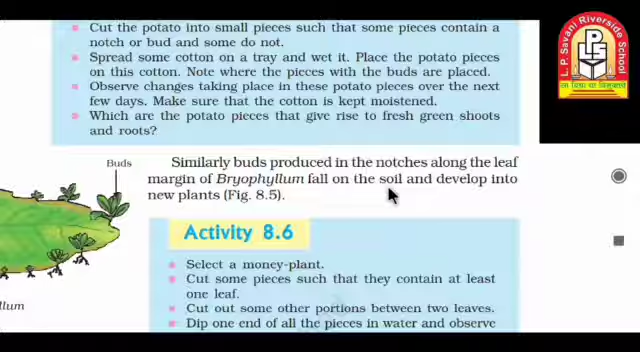 Cut the potato into small pieces such that some pieces contain a
notch or bud and some do not.
Spread some cotton on a tray and wet it. Place the potato pieces
on this cotton. Note where the pieces with the buds are placed.
Observe changes taking place in these potato pieces over the next
few days. Make sure that the cotton is kept moistened.
Which are the potato pieces that give rise to fresh green shoots
and roots?
L. P. Savani Riverside School
LPS
Buds
Similarly buds produced in the notches along the leaf
margin of Bryophyllum fall on the soil and develop into
new plants (Fig. 8.5).
Activity 8.6
Select a money-plant.
Cut some pieces such that they contain at least
one leaf.
Cut out some other portions between two leaves.
Dip one end of all the pieces in water and observe
llum